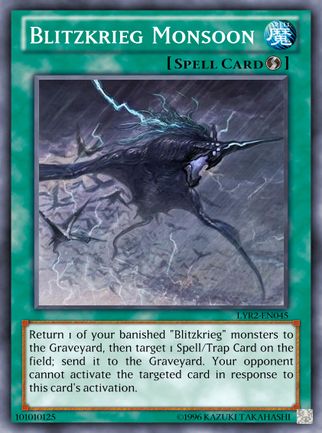 Blitzkrieg Monsoon
SPELL
魔
[Spell Card]
LYR2-EN045
Return 1 of your banished "Blitzkrieg" monsters to
the Graveyard, then target 1 Spell/Trap Card on the
field; send it to the Graveyard. Your opponent
cannot activate the targeted card in response to
this card's activation.
101010125
©1996 KAZUKI TAKAHASHI